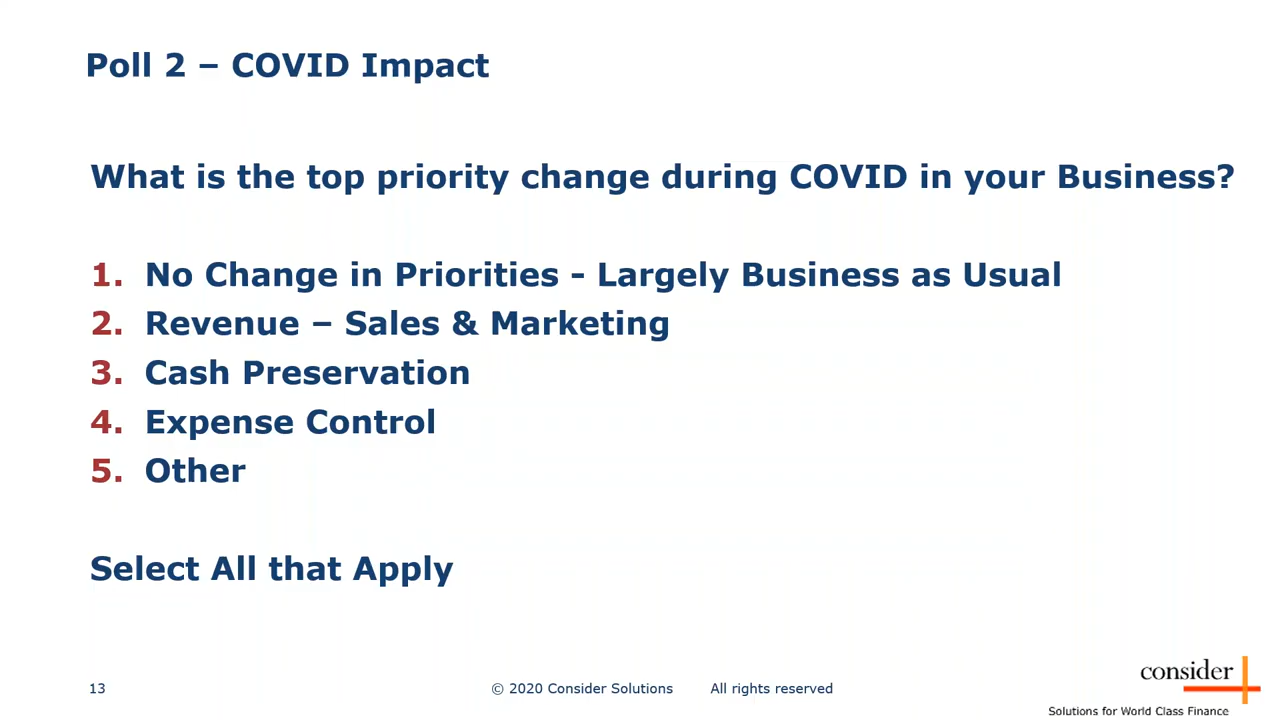 Poll 2 – COVID Impact
What is the top priority change during COVID in your Business?
1. No Change in Priorities - Largely Business as Usual
2. Revenue – Sales & Marketing
3. Cash Preservation
4. Expense Control
5. Other
Select All that Apply
13 © 2020 Consider Solutions All rights reserved
consider
Solutions for World Class Finance